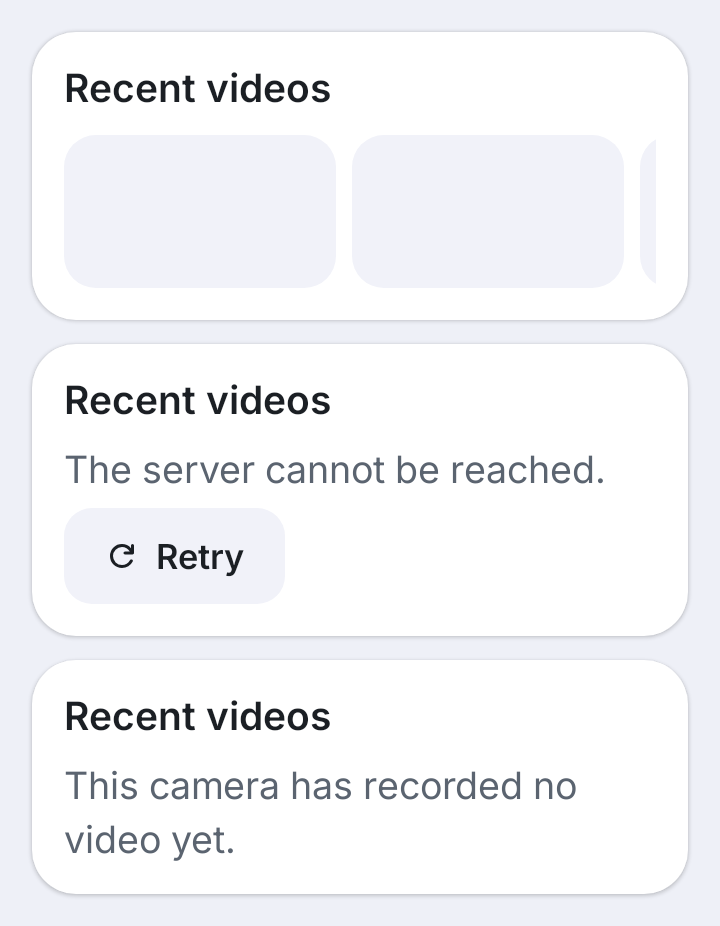 Recent videos
Recent videos
The server cannot be reached.
Retry
Recent videos
This camera has recorded no
video yet.